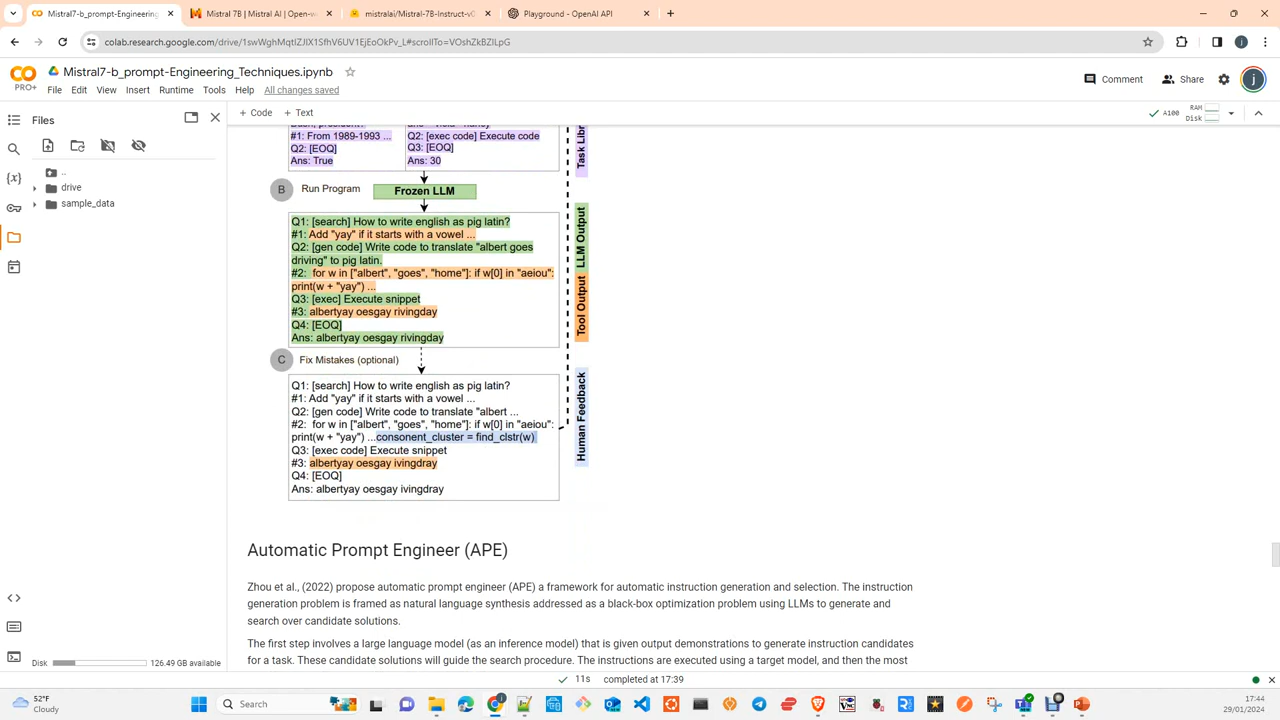 Mistral7-b_prompt-Engineering_
Mistral 7B | Mistral AI | Open-w
mistralai/Mistral-7B-Instruct-v0
Playground - OpenAI API
colab.research.google.com/drive/
Mistral7-b_prompt-Engineering_Techniques.ipynb
Comment
Share
PRO+
File Edit View Insert Runtime Tools Help All changes saved
Files
+ Code + Text
A100
RAM
Disk
..
drive
sample_data
#1: From 1989-1993 ...
Q2: [EOQ]
Ans: True
Q2: [exec code] Execute code
Q3: [EOQ]
Ans: 30
B Run Program
Frozen LLM
Q1: [search] How to write english as pig latin?
#1: Add "yay" if it starts with a vowel ...
Q2: [gen code] Write code to translate "albert goes
driving" to pig latin.
#2: for w in ["albert", "goes", "home"]: if w[0] in "aeiou":
print(w + "yay") ...
Q3: [exec] Execute snippet
#3: albertyay oesgay rivingday
Q4: [EOQ]
Ans: albertyay oesgay rivingday
C Fix Mistakes (optional)
Q1: [search] How to write english as pig latin?
#1: Add "yay" if it starts with a vowel ...
Q2: [gen code] Write code to translate "albert ...
#2: for w in ["albert", "goes", "home"]: if w[0] in "aeiou":
print(w + "yay") ...consonent_cluster = find_clstr(w)
Q3: [exec code] Execute snippet
#3: albertyay oesgay ivingdray
Q4: [EOQ]
Ans: albertyay oesgay ivingdray
Task Libr
LLM Output
Tool Output
Human Feedback
Automatic Prompt Engineer (APE)
Zhou et al., (2022) propose automatic prompt engineer (APE) a framework for automatic instruction generation and selection. The instruction
generation problem is framed as natural language synthesis addressed as a black-box optimization problem using LLMs to generate and
search over candidate solutions.
The first step involves a large language model (as an inference model) that is given output demonstrations to generate instruction candidates
for a task. These candidate solutions will guide the search procedure. The instructions are executed using a target model, and then the most
Disk 126.49 GB available
11s completed at 17:39
52°F
Cloudy
Search
17:44
29/01/2024